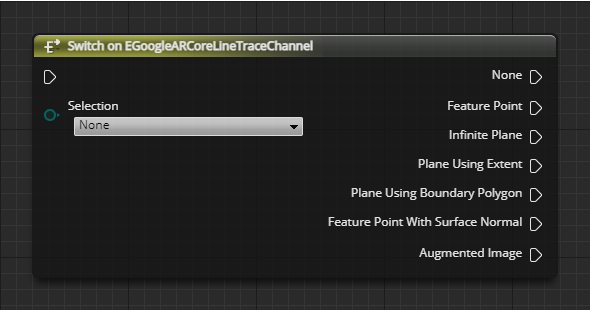 Switch on EGoogleARCoreLineTraceChannel
None
Selection
None
Feature Point
Infinite Plane
Plane Using Extent
Plane Using Boundary Polygon
Feature Point With Surface Normal
Augmented Image